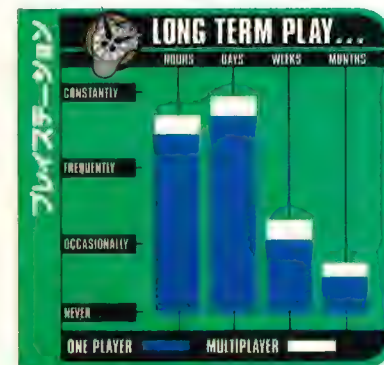 プレイステーション
LONG TERM PLAY...
HOURS DAYS WEEKS MONTHS
CONSTANTLY
FREQUENTLY
OCCASIONALLY
NEVER
ONE PLAYER MULTIPLAYER